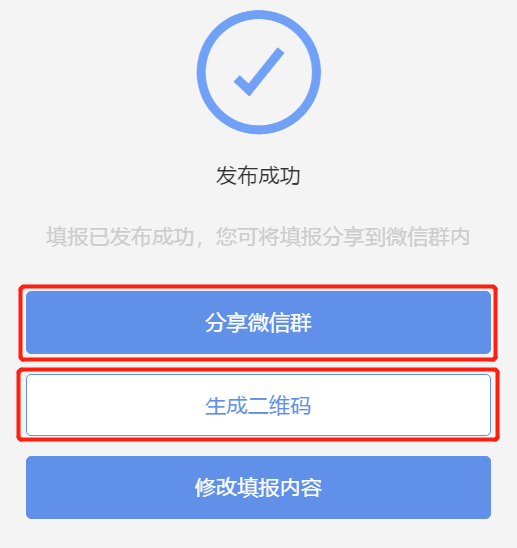 发布成功
填报已发布成功，您可将填报分享到微信群内
分享微信群
生成二维码
修改填报内容